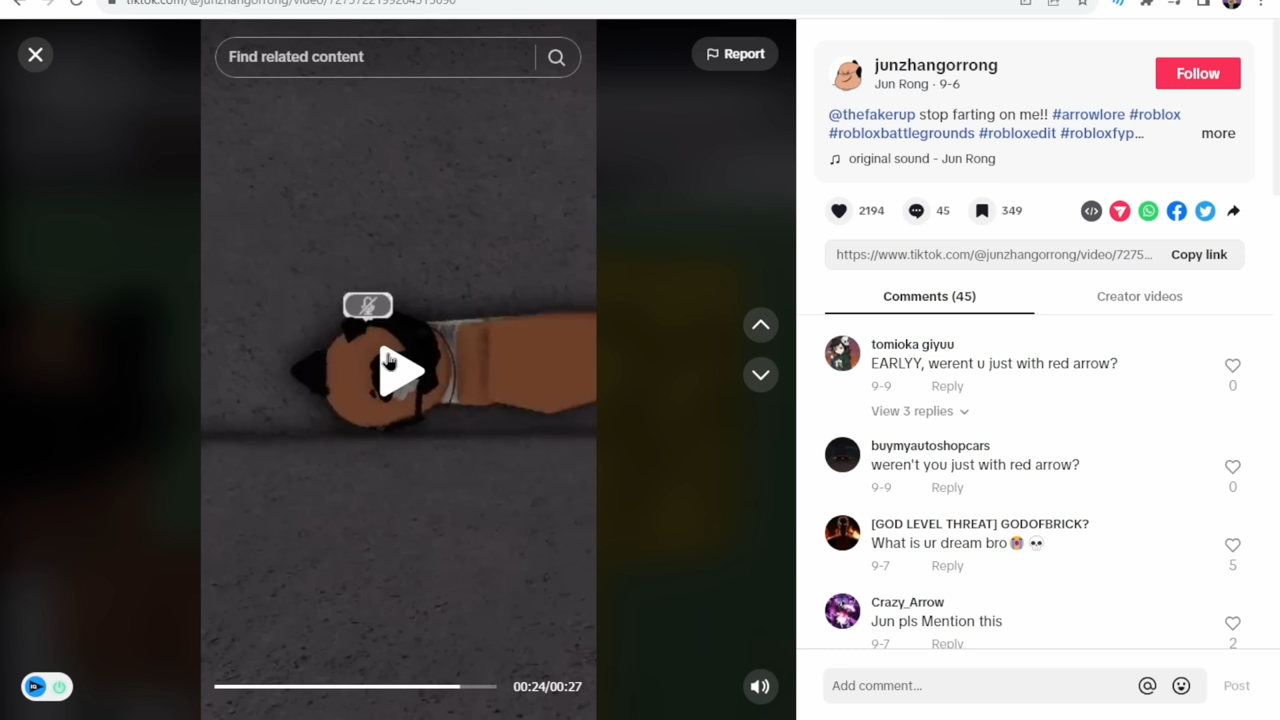 Find related content
Report
00:24/00:27
junzhangorrong
Jun Rong · 9-6
Follow
@thefakerup stop farting on me!! #arrowlore #roblox
#robloxbattlegrounds #robloxedit #robloxfyp...
more
original sound - Jun Rong
2194
45
349
https://www.tiktok.com/@junzhangorrong/video/7275...
Copy link
Comments (45)
Creator videos
tomioka giyuu
EARLYY, werent u just with red arrow?
0
9-9
Reply
View 3 replies
buymyautoshopcars
weren't you just with red arrow?
0
9-9
Reply
[GOD LEVEL THREAT] GODOFBRICK?
What is ur dream bro😭💀
5
9-7
Reply
Crazy_Arrow
Jun pls Mention this
2
9-7
Reply
Add comment...
Post